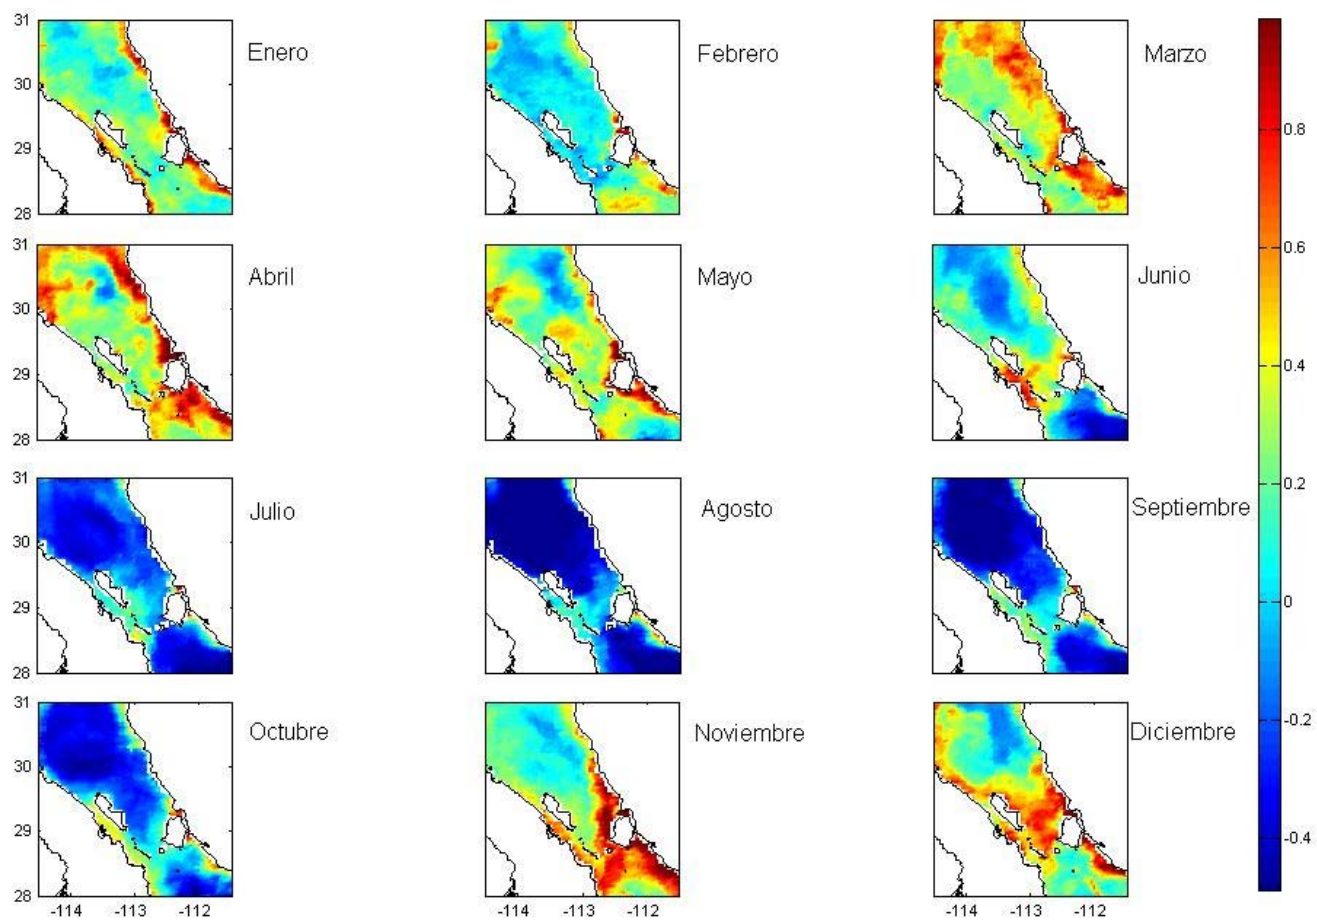 31
30
29
28
Enero
Febrero
Marzo
0.8
31
30
29
28
Abril
Mayo
Junio
0.6
0.4
31
30
29
28
Julio
Agosto
Septiembre
0.2
0
31
30
29
28
Octubre
Noviembre
Diciembre
-0.2
-0.4
-114
-113
-112
-114
-113
-112
-114
-113
-112